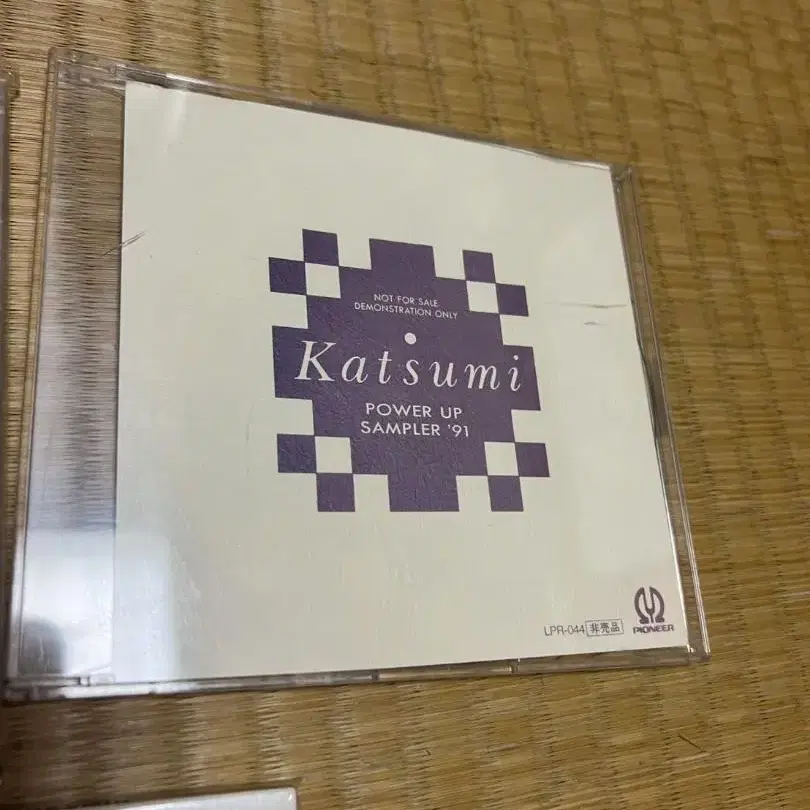 NOT FOR SALE
DEMONSTRATION ONLY
Katsumi
POWER UP
SAMPLER '91
LPR-044 非売品
PIONEER